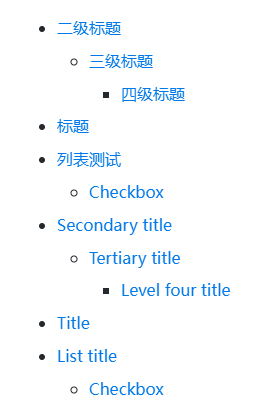 二级标题
三级标题
四级标题
标题
列表测试
Checkbox
Secondary title
Tertiary title
Level four title
Title
List title
Checkbox